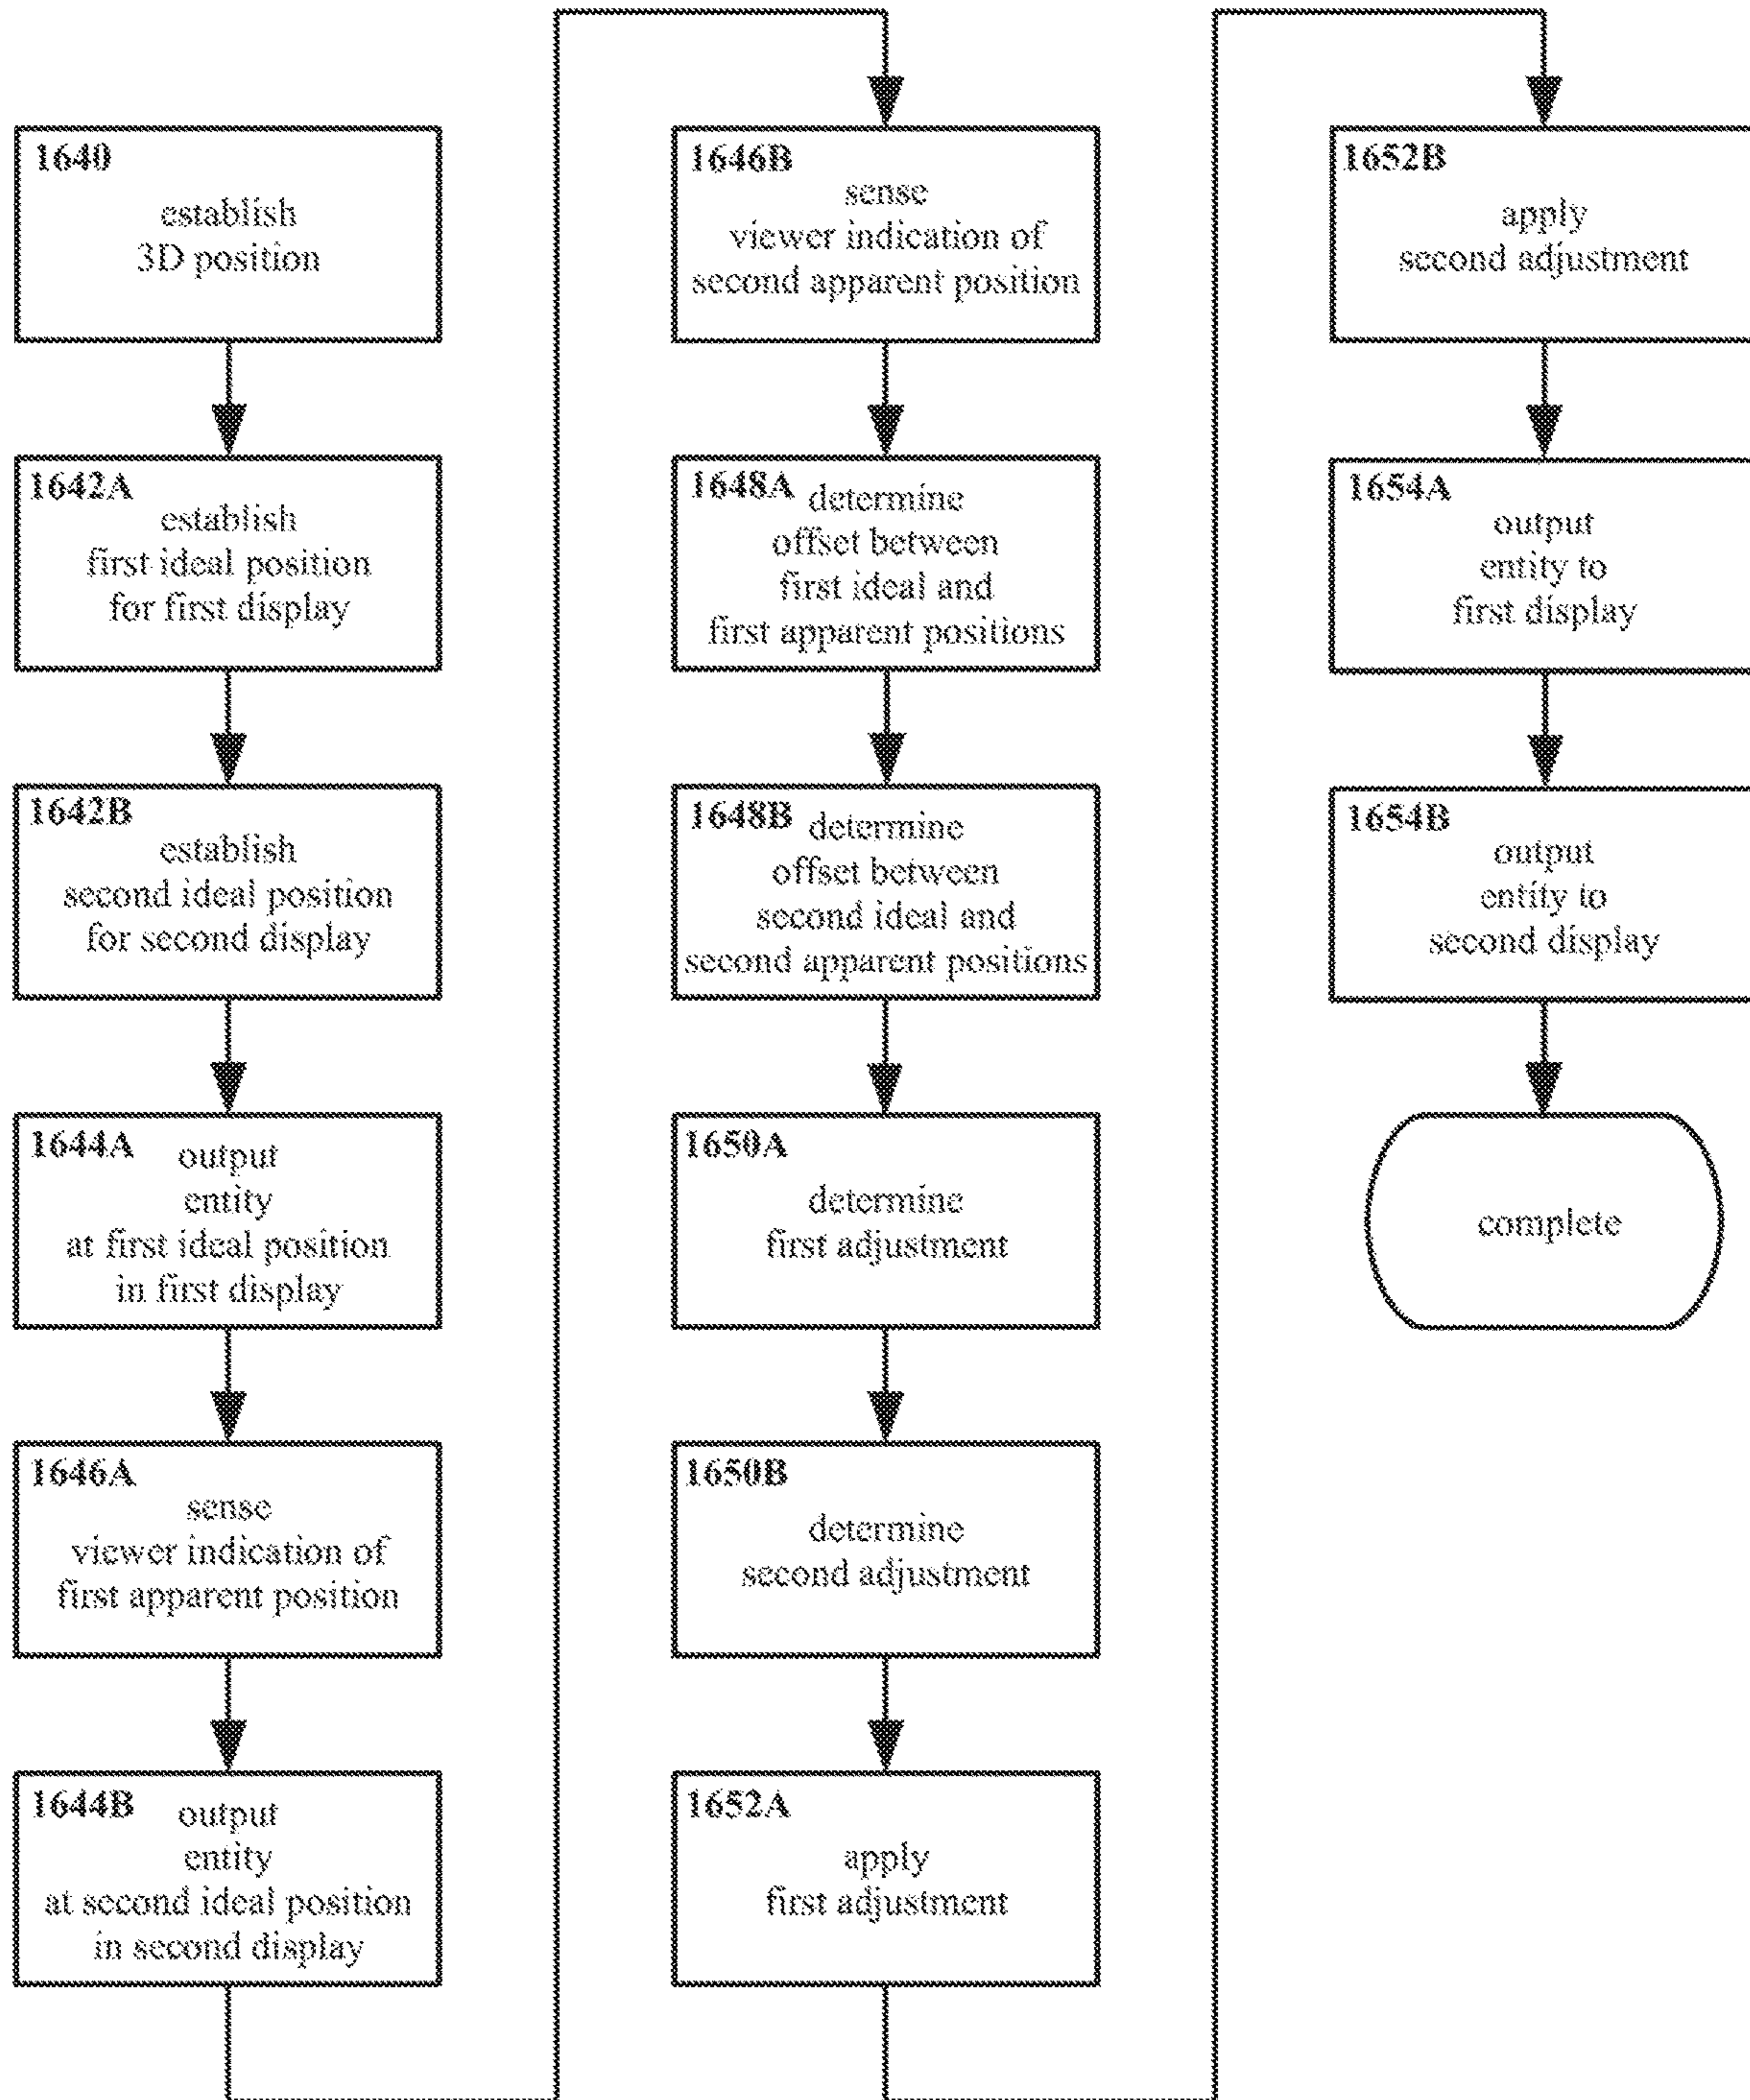 1640
establish
3D position
1642A
establish
first ideal position
for first display
1642B
establish
second ideal position
for second display
1644A
output
entity
at first ideal position
in first display
1646A
sense
viewer indication of
first apparent position
1644B
output
entity
at second ideal position
in second display
1646B
sense
viewer indication of
second apparent position
1648A
determine
offset between
first ideal and
first apparent positions
1648B
determine
offset between
second ideal and
second apparent positions
1650A
determine
first adjustment
1650B
determine
second adjustment
1652A
apply
first adjustment
1652B
apply
second adjustment
1654A
output
entity to
first display
1654B
output
entity to
second display
complete